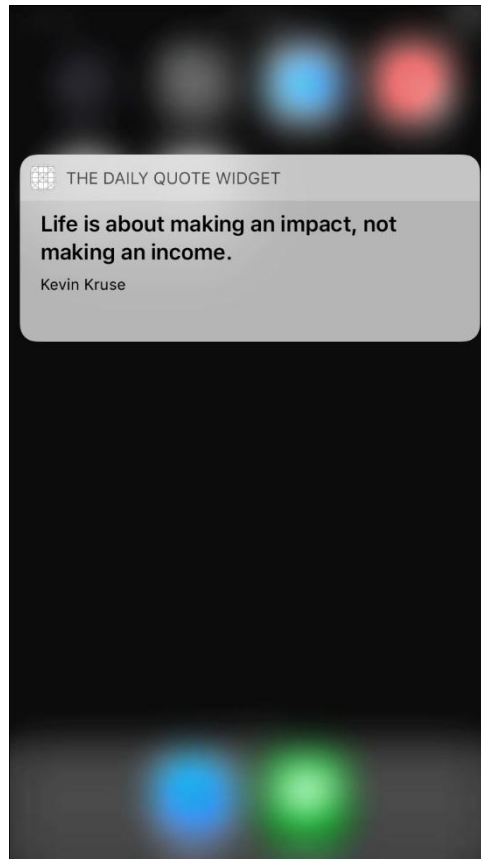 THE DAILY QUOTE WIDGET
Life is about making an impact, not
making an income.
Kevin Kruse